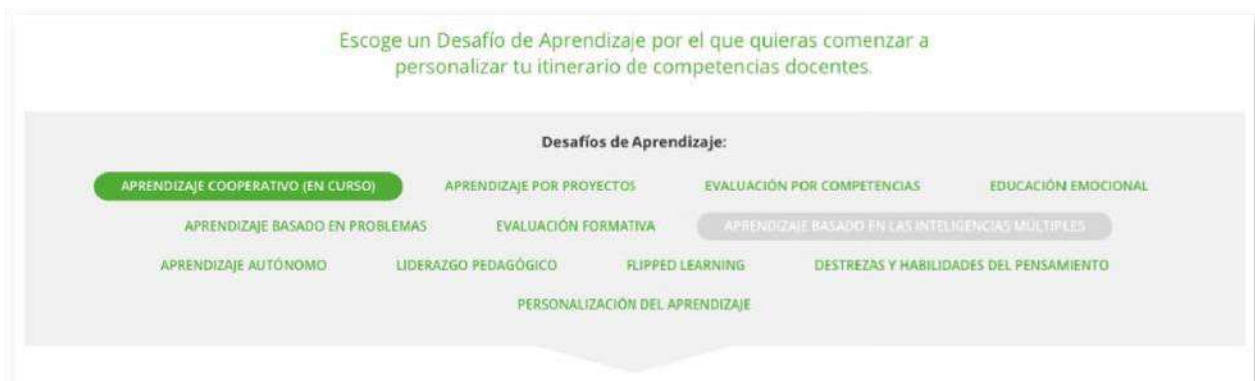 Escoge un Desafío de Aprendizaje por el que quieras comenzar a
personalizar tu itinerario de competencias docentes.
Desafíos de Aprendizaje:
APRENDIZAJE COOPERATIVO (EN CURSO) APRENDIZAJE POR PROYECTOS EVALUACIÓN POR COMPETENCIAS EDUCACIÓN EMOCIONAL
APRENDIZAJE BASADO EN PROBLEMAS EVALUACIÓN FORMATIVA APRENDIZAJE BASADO EN LAS INTELIGENCIAS MÚLTIPLES
APRENDIZAJE AUTÓNOMO LIDERAZGO PEDAGÓGICO FLIPPED LEARNING DESTREZAS Y HABILIDADES DEL PENSAMIENTO
PERSONALIZACIÓN DEL APRENDIZAJE